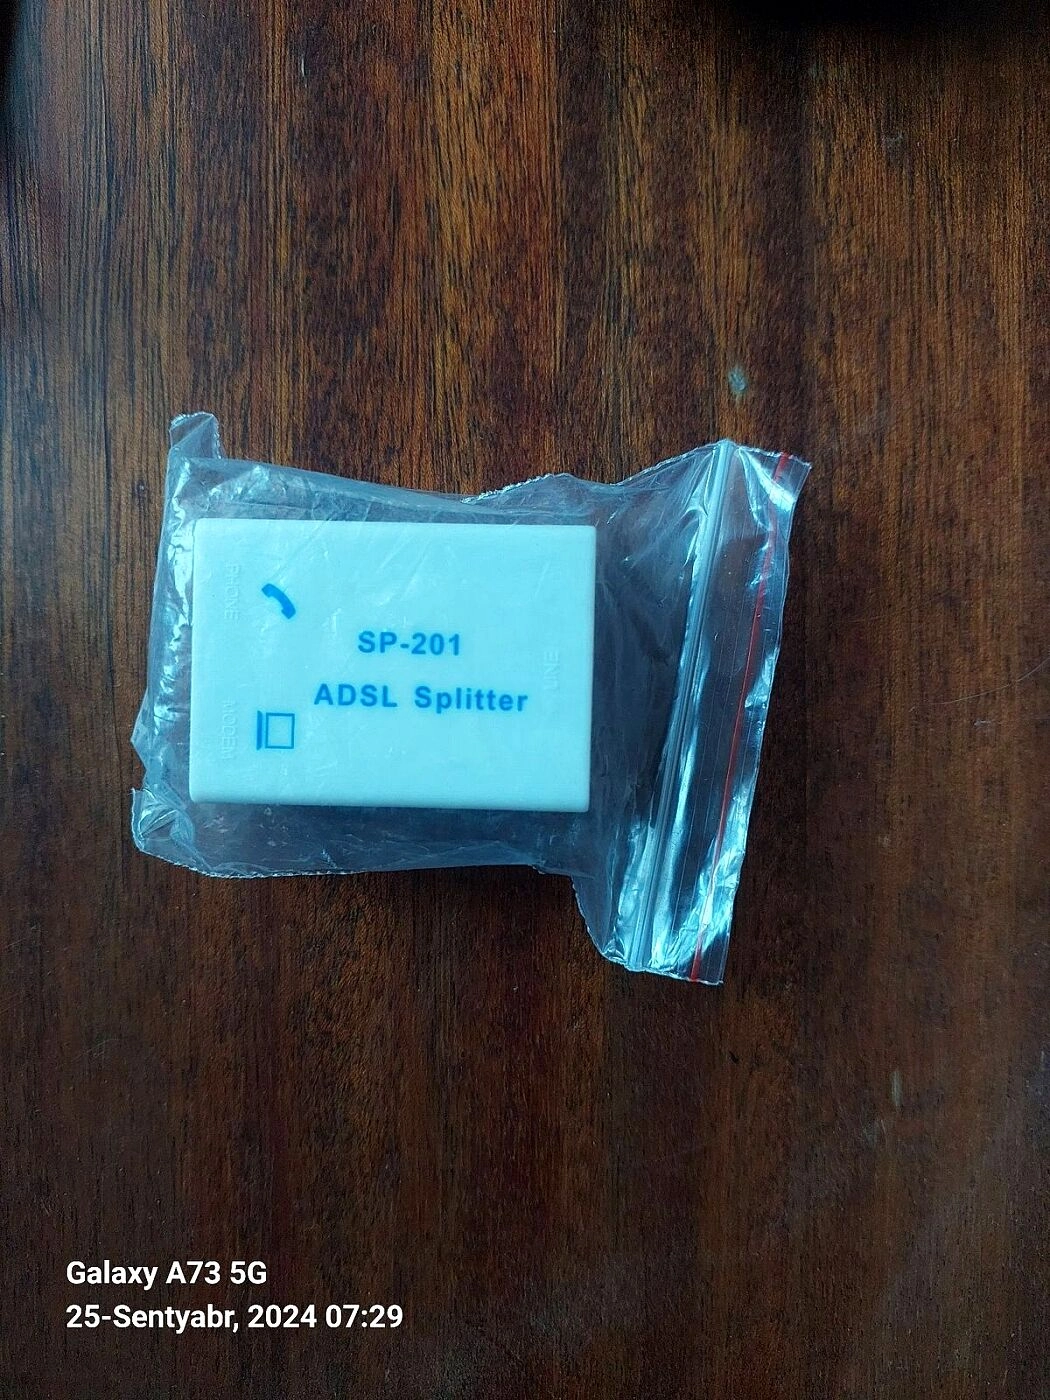 PHONE
SP-201
ADSL Splitter
LINE
MODEM
Galaxy A73 5G
25-Sentyabr, 2024 07:29